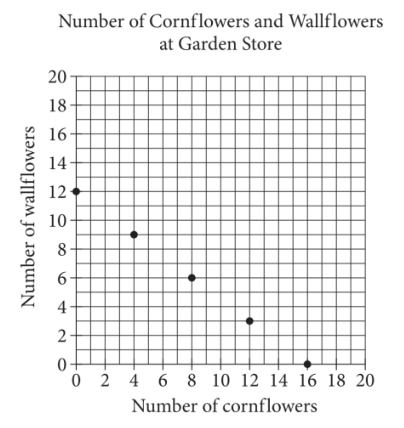 Number of Cornflowers and Wallflowers
at Garden Store
Number of wallflowers
20
18
16
14
12
10
8
6
4
2
0
0 2 4 6 8 10 12 14 16 18 20
Number of cornflowers